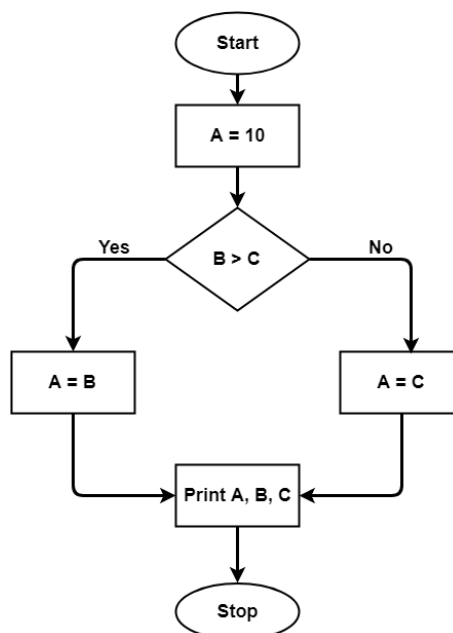 Start
A = 10
Yes
B > C
No
A = B
A = C
Print A, B, C
Stop